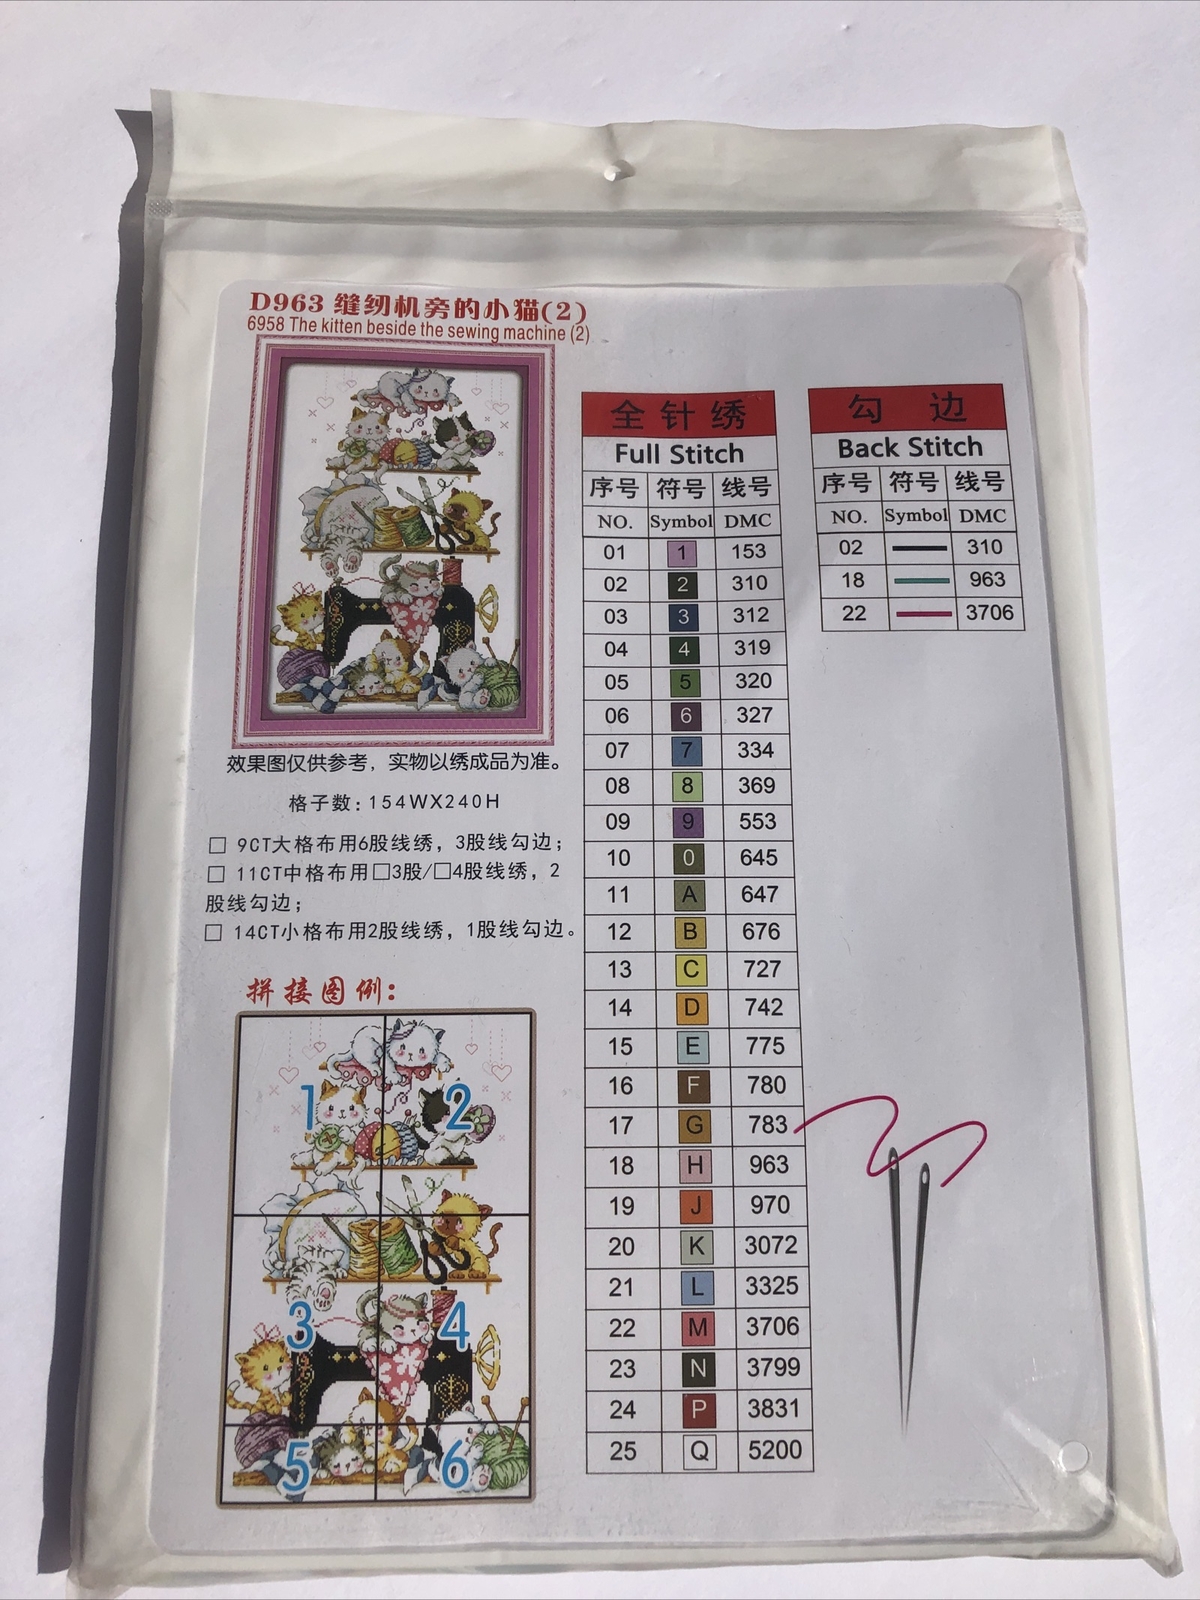 D963 缝纫机旁的小猫(2)
6958 The kitten beside the sewing machine (2)
效果图仅供参考，实物以绣成品为准。
格子数：154WX240H
□ 9CT大格布用6股线绣，3股线勾边；
□ 11CT中格布用□3股/□4股线绣，2
股线勾边；
□ 14CT小格布用2股线绣，1股线勾边。
拼接图例：
1 2
3 4
5 6
全针绣
Full Stitch
序号 符号 线号
NO. Symbol DMC
01 1 153
02 2 310
03 3 312
04 4 319
05 5 320
06 6 327
07 7 334
08 8 369
09 9 553
10 0 645
11 A 647
12 B 676
13 C 727
14 D 742
15 E 775
16 F 780
17 G 783
18 H 963
19 J 970
20 K 3072
21 L 3325
22 M 3706
23 N 3799
24 P 3831
25 Q 5200
勾边
Back Stitch
序号 符号 线号
NO. Symbol DMC
02 310
18 963
22 3706